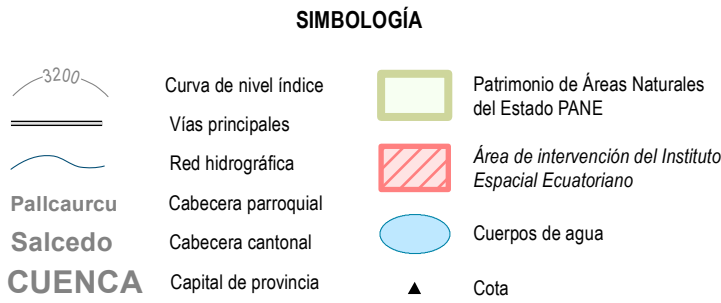 SIMBOLOGÍA
3200
Curva de nivel índice
Vías principales
Red hidrográfica
Pallcaurcu
Cabecera parroquial
Salcedo
Cabecera cantonal
CUENCA
Capital de provincia
Patrimonio de Áreas Naturales
del Estado PANE
Área de intervención del Instituto
Espacial Ecuatoriano
Cuerpos de agua
Cota